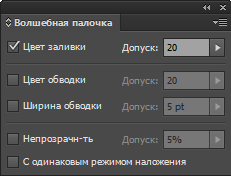 Волшебная палочка
Цвет заливки Допуск: 20
Цвет обводки Допуск: 20
Ширина обводки Допуск: 5 pt
Непрозрачн-ть Допуск: 5%
С одинаковым режимом наложения